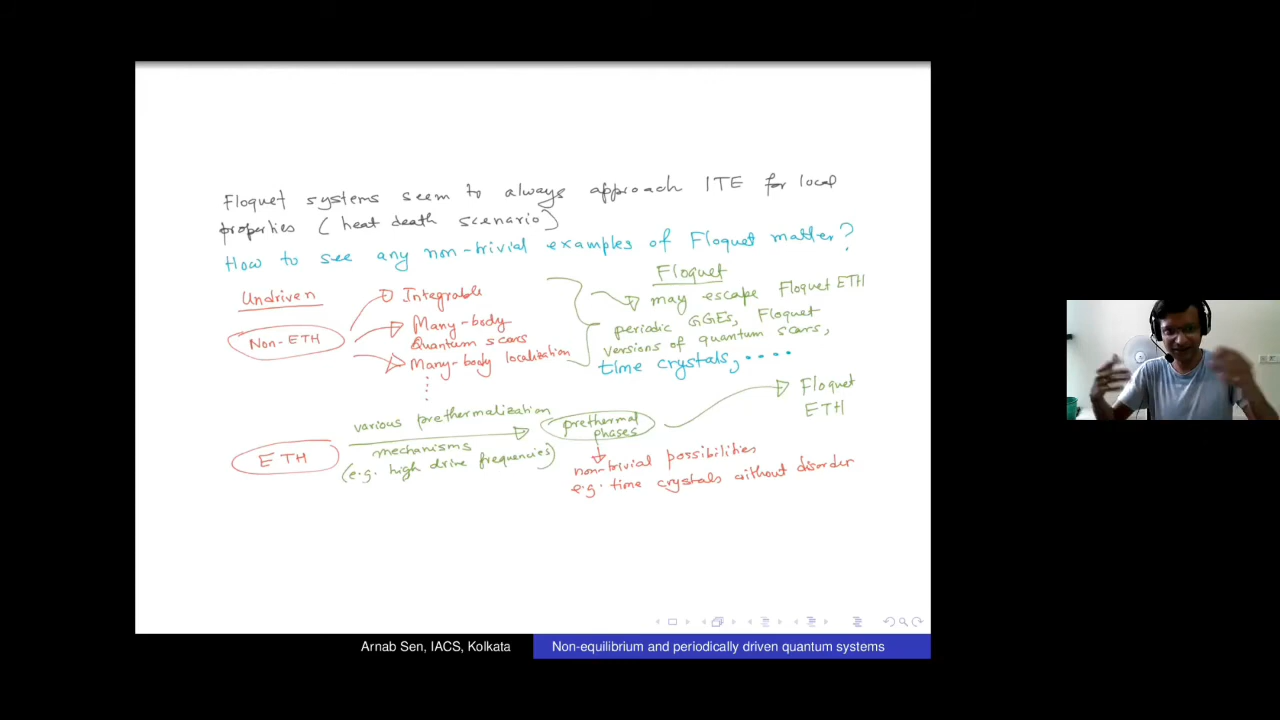 Floquet systems seem to always approach ITE for local
properties (heat death scenario)
How to see any non-trivial examples of Floquet matter?
Undriven
Non-ETH
Integrable
Many-body
Quantum scars
Many-body localization
Floquet
may escape Floquet ETH
periodic GGEs, Floquet
versions of quantum scars,
time crystals, ....
ETH
various prethermalization
mechanisms
(e.g. high drive frequencies)
prethermal
phases
Floquet
ETH
non-trivial possibilities
e.g. time crystals without disorder
Arnab Sen, IACS, Kolkata
Non-equilibrium and periodically driven quantum systems